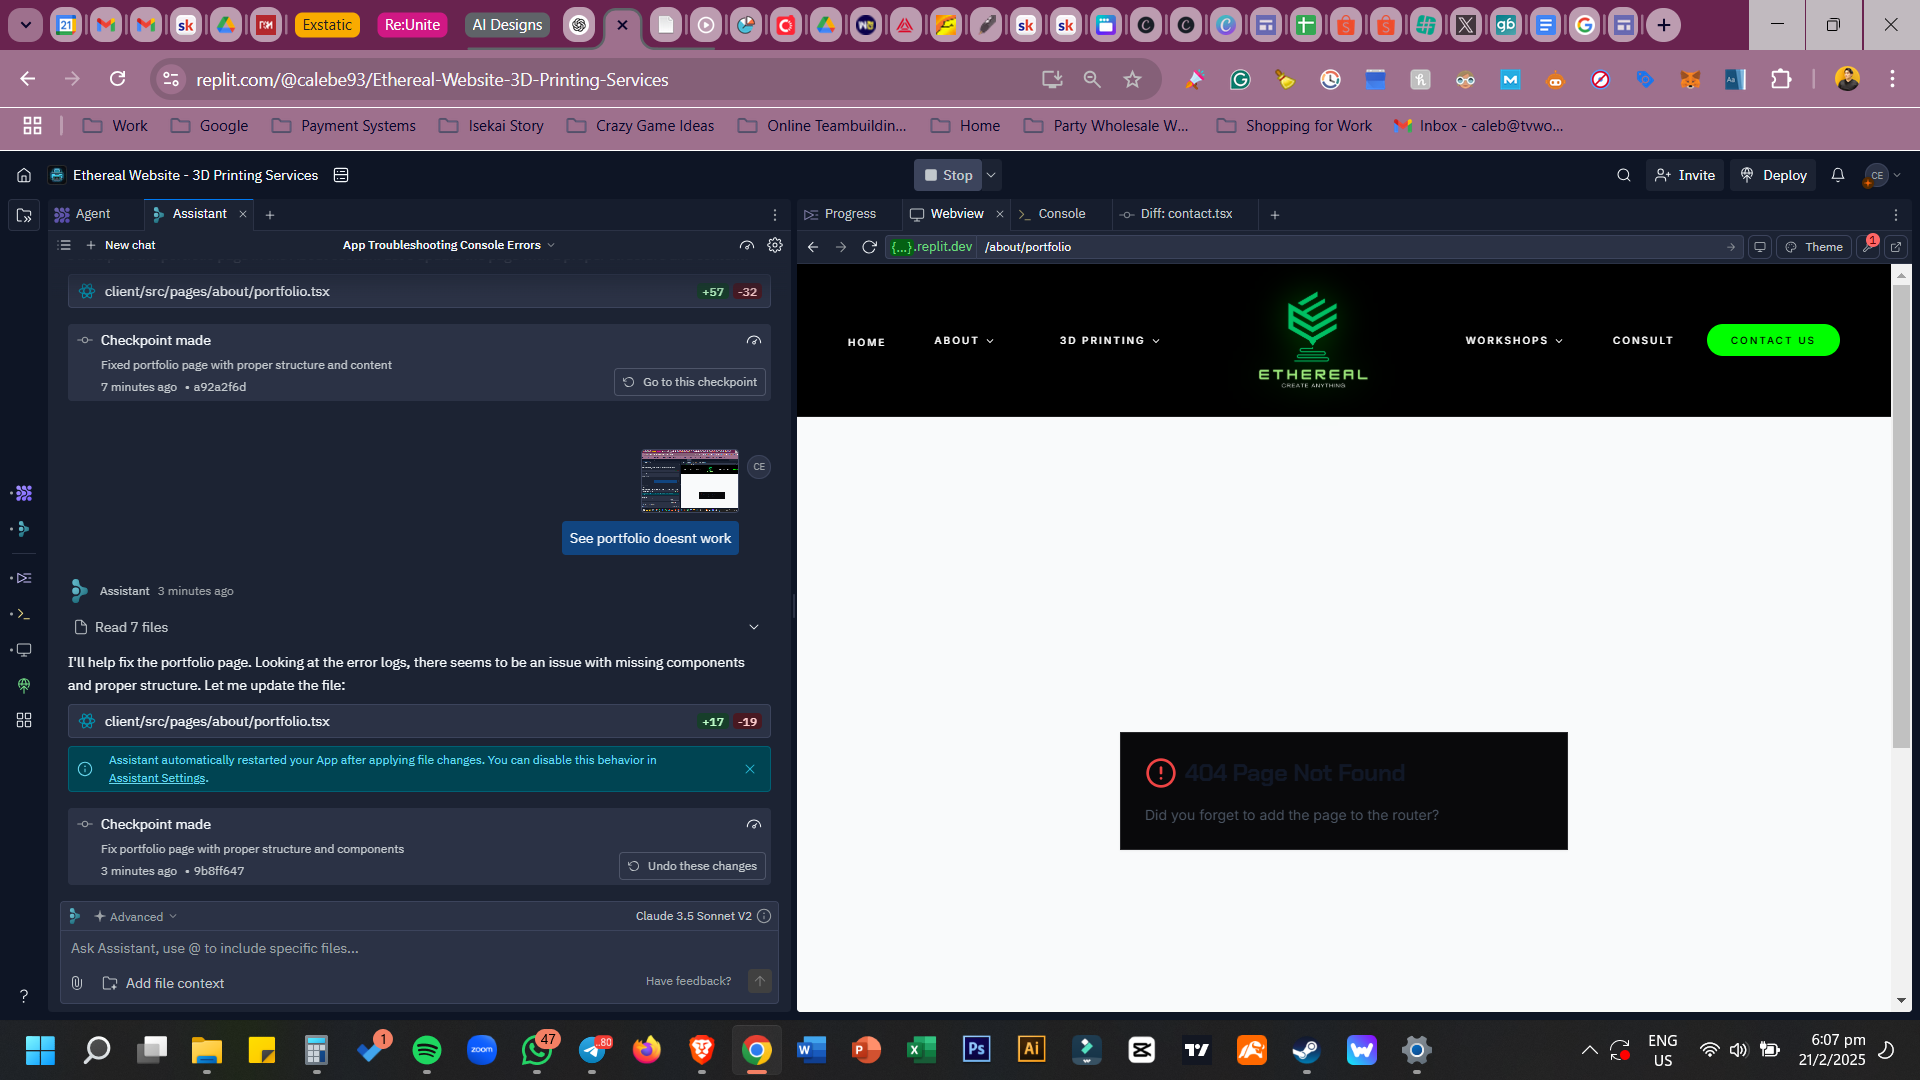 Exstatic
Re:Unite
AI Designs
replit.com/@calebe93/Ethereal-Website-3D-Printing-Services
Work
Google
Payment Systems
Isekai Story
Crazy Game Ideas
Online Teambuildin...
Home
Party Wholesale W...
Shopping for Work
Inbox - caleb@tvwo...
Ethereal Website - 3D Printing Services
Stop
Invite
Deploy
CE
Agent
Assistant
Progress
Webview
Console
Diff: contact.tsx
New chat
App Troubleshooting Console Errors
{...}.replit.dev
/about/portfolio
Theme
1
client/src/pages/about/portfolio.tsx
+57 -32
Checkpoint made
Fixed portfolio page with proper structure and content
7 minutes ago • a92a2f6d
Go to this checkpoint
CE
See portfolio doesnt work
Assistant 3 minutes ago
Read 7 files
I'll help fix the portfolio page. Looking at the error logs, there seems to be an issue with missing components
and proper structure. Let me update the file:
client/src/pages/about/portfolio.tsx
+17 -19
Assistant automatically restarted your App after applying file changes. You can disable this behavior in
Assistant Settings.
Checkpoint made
Fix portfolio page with proper structure and components
3 minutes ago • 9b8ff647
Undo these changes
Advanced
Claude 3.5 Sonnet V2
Ask Assistant, use @ to include specific files...
Add file context
Have feedback?
HOME
ABOUT
3D PRINTING
ETHEREAL
CREATE ANYTHING
WORKSHOPS
CONSULT
CONTACT US
404 Page Not Found
Did you forget to add the page to the router?
1
zoom
47
80
ENG
US
6:07 pm
21/2/2025